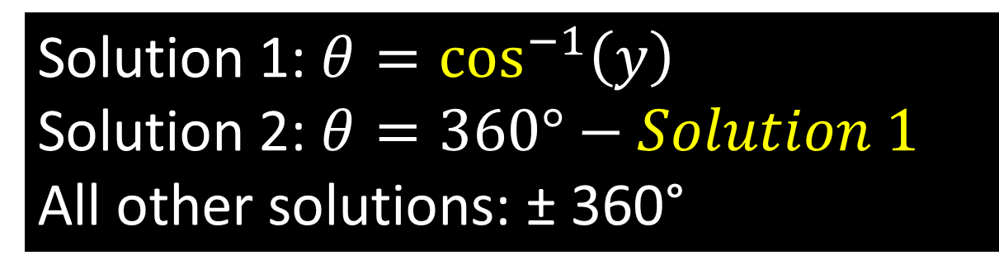 Solution 1: θ = cos⁻¹(y)
Solution 2: θ = 360° − Solution 1
All other solutions: ± 360°